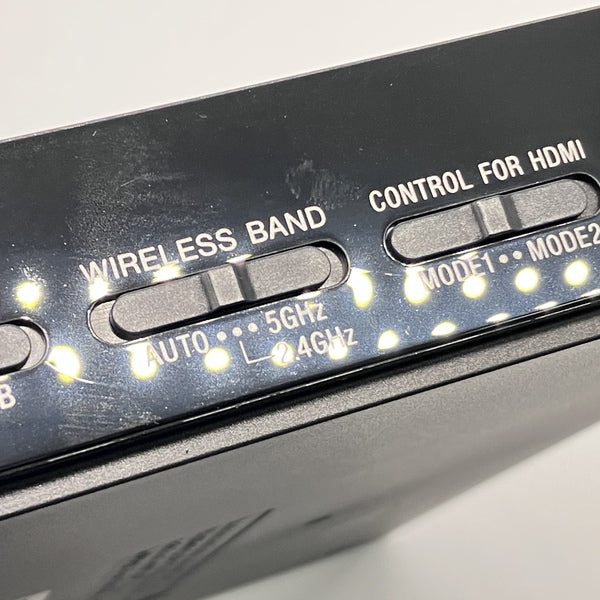 WIRELESS BAND
AUTO••• 5GHz
2.4GHz
CONTROL FOR HDMI
MODE1•• MODE2
B